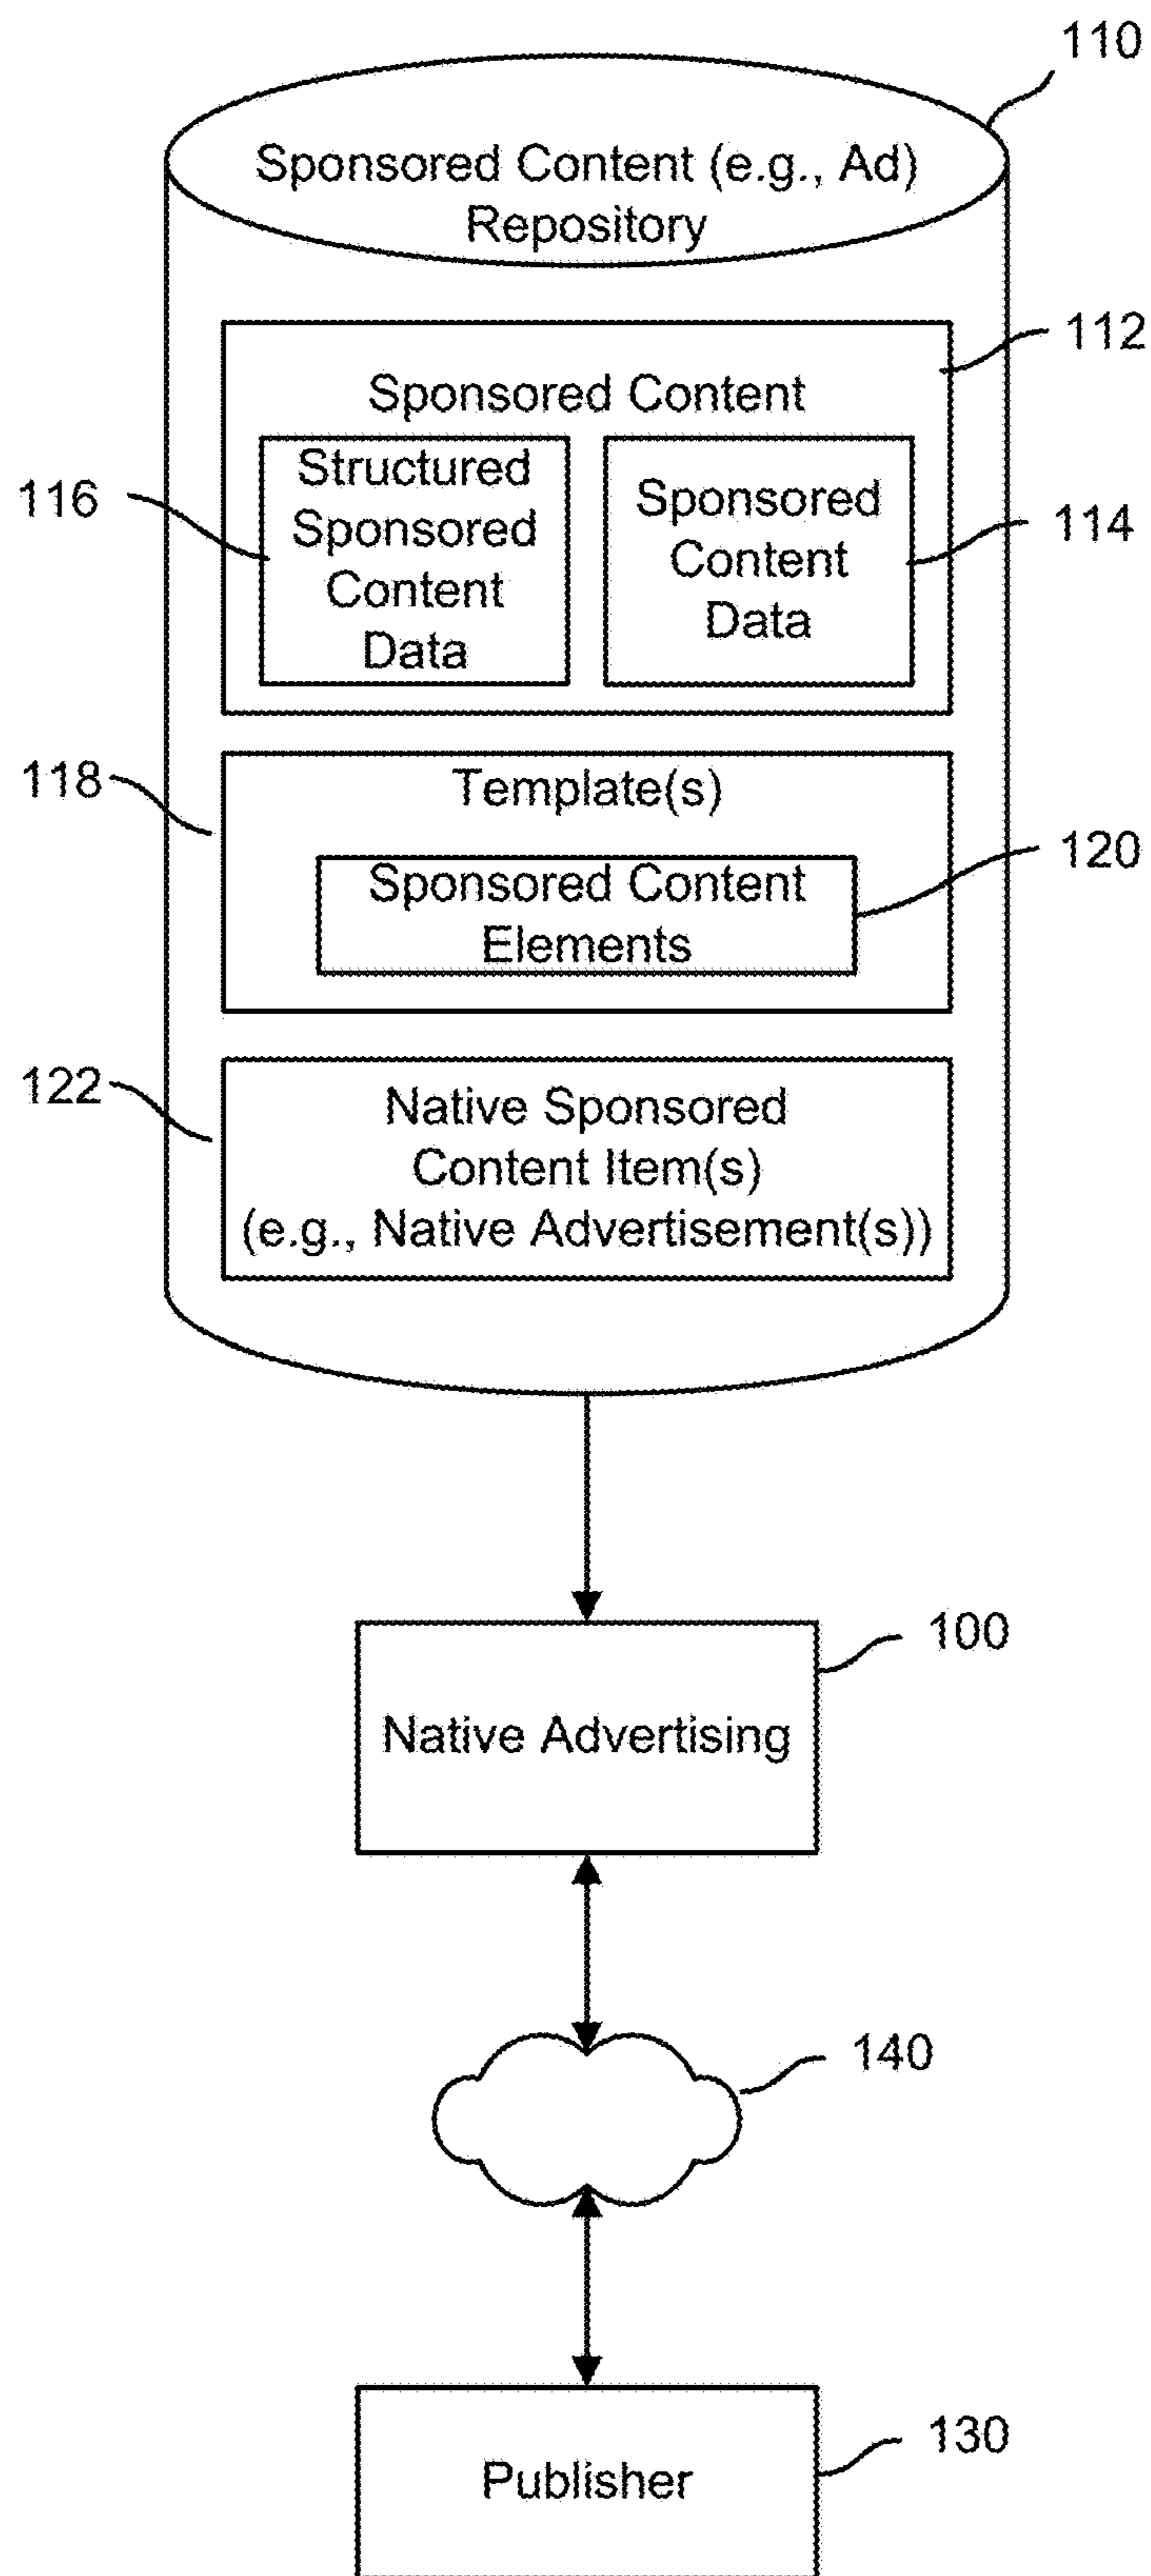 110
Sponsored Content (e.g., Ad)
Repository
112
Sponsored Content
116
Structured
Sponsored
Content
Data
Sponsored
Content
Data
114
118
Template(s)
120
Sponsored Content
Elements
122
Native Sponsored
Content Item(s)
(e.g., Native Advertisement(s))
100
Native Advertising
140
130
Publisher